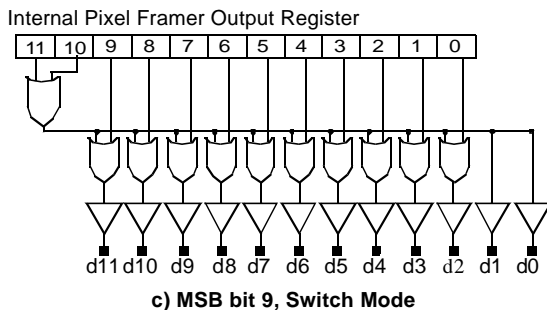 Internal Pixel Framer Output Register
11 10 9 8 7 6 5 4 3 2 1 0
d11 d10 d9 d8 d7 d6 d5 d4 d3 d2 d1 d0
c) MSB bit 9, Switch Mode